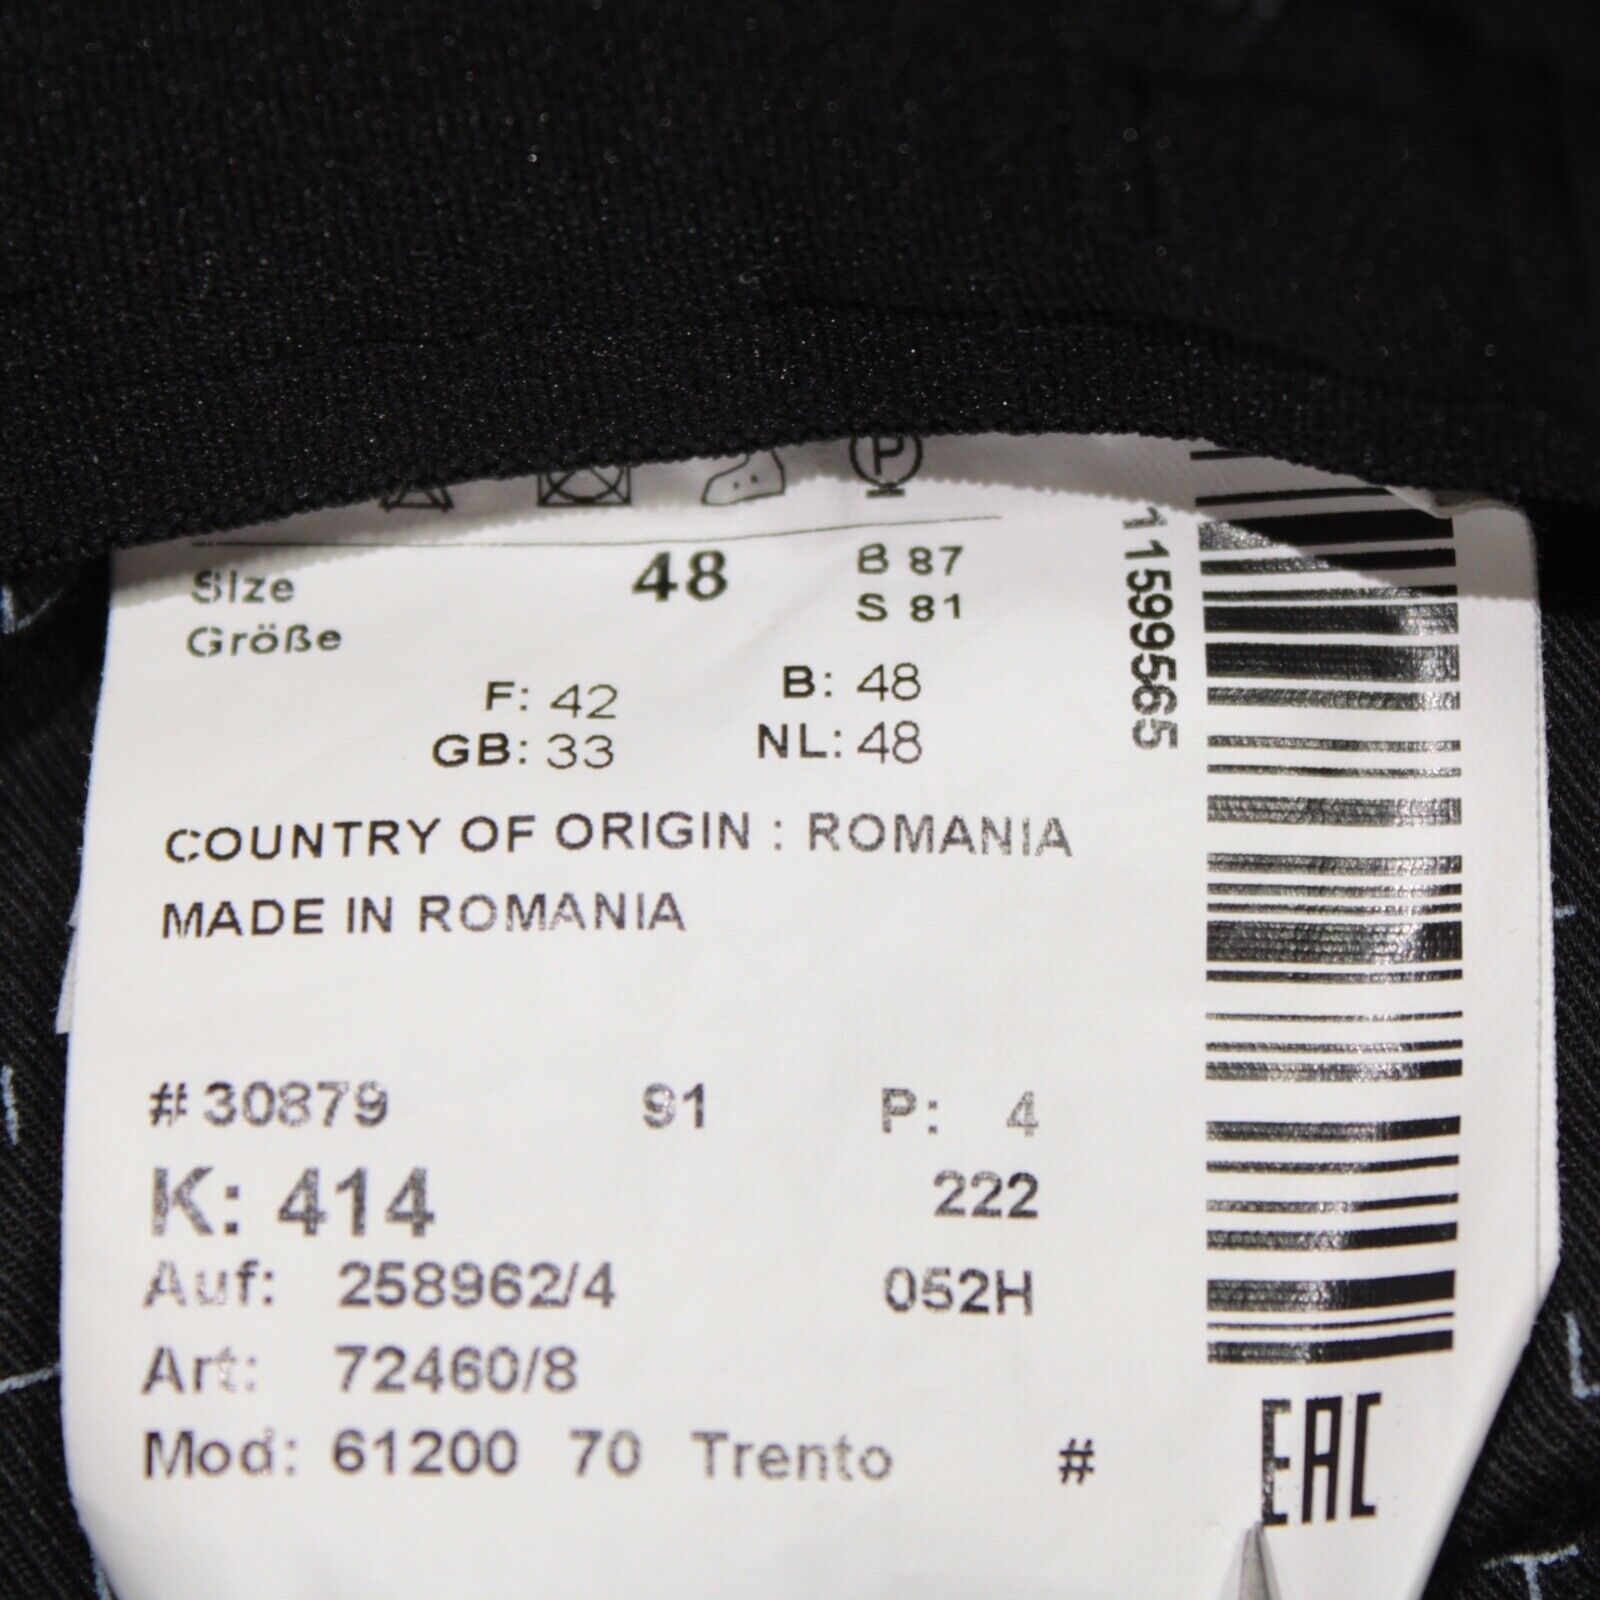 P
Size 48 B 87
Größe S 81
F: 42 B: 48
GB: 33 NL: 48
COUNTRY OF ORIGIN : ROMANIA
MADE IN ROMANIA
#30879 91 P: 4
K: 414 222
Auf: 258962/4 052H
Art: 72460/8
Mod: 61200 70 Trento #
11599565
EAC